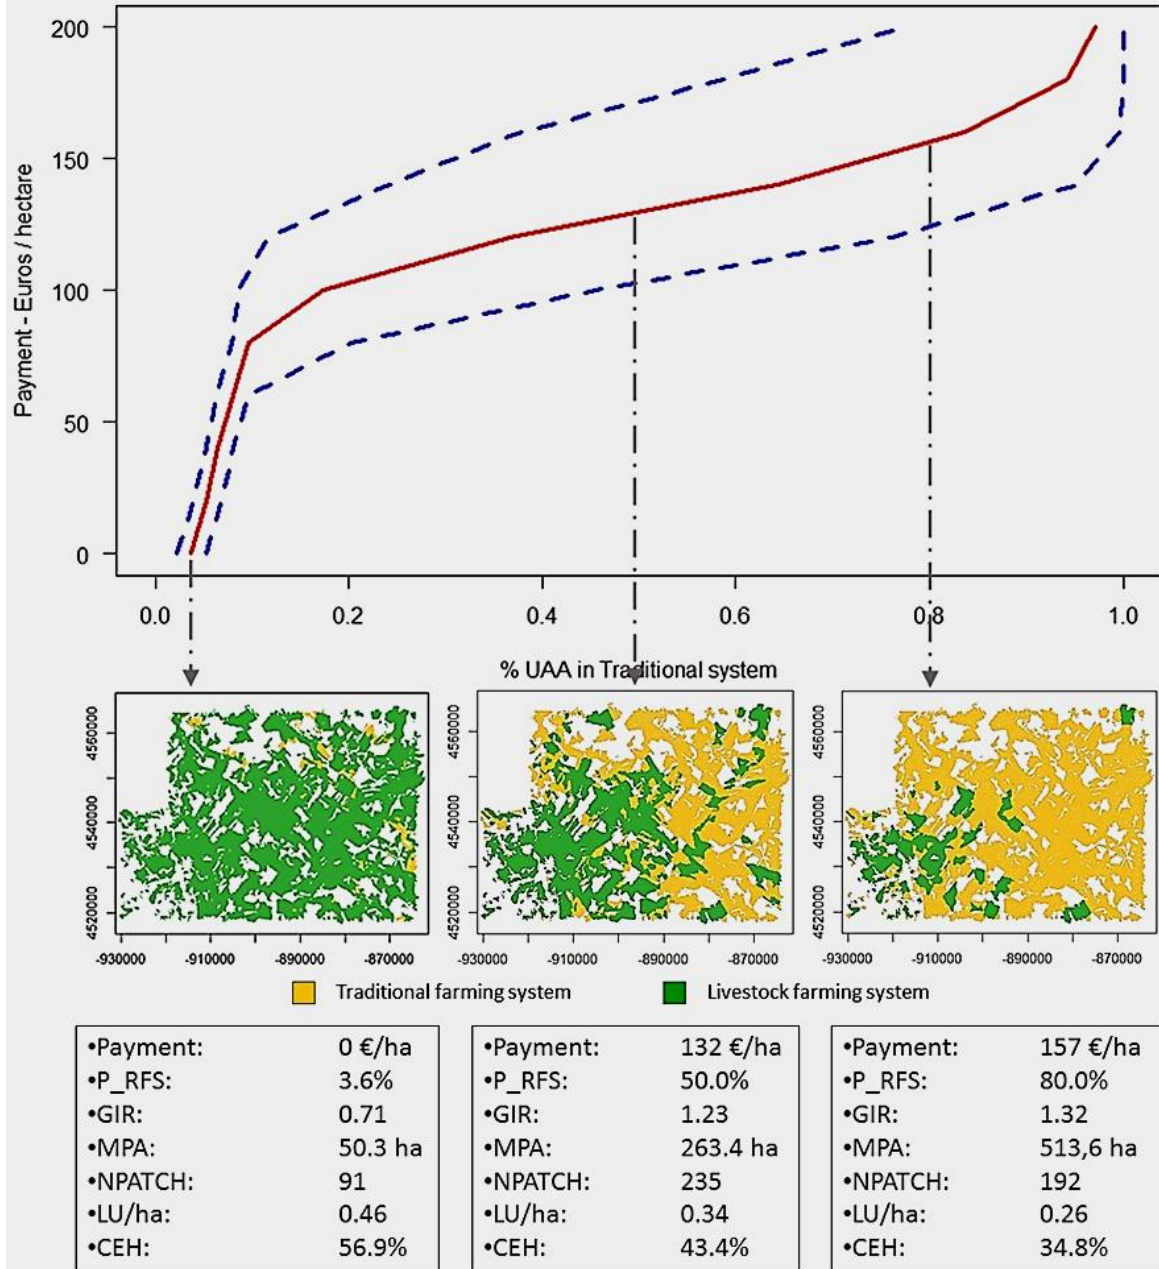 200
150
100
50
0
Payment - Euros / hectare
0.0 0.2 0.4 0.6 0.8 1.0
% UAA in Traditional system
4560000
4540000
4520000
-930000 -910000 -890000 -870000
4560000
4540000
4520000
-930000 -910000 -890000 -870000
4560000
4540000
4520000
-930000 -910000 -890000 -870000
Traditional farming system Livestock farming system
•Payment: 0 €/ha
•P_RFS: 3.6%
•GIR: 0.71
•MPA: 50.3 ha
•NPATCH: 91
•LU/ha: 0.46
•CEH: 56.9%
•Payment: 132 €/ha
•P_RFS: 50.0%
•GIR: 1.23
•MPA: 263.4 ha
•NPATCH: 235
•LU/ha: 0.34
•CEH: 43.4%
•Payment: 157 €/ha
•P_RFS: 80.0%
•GIR: 1.32
•MPA: 513,6 ha
•NPATCH: 192
•LU/ha: 0.26
•CEH: 34.8%